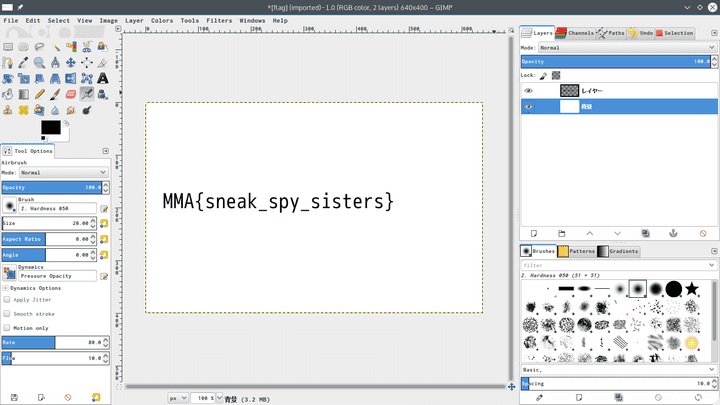 *[flag] (imported)-1.0 (RGB color, 2 layers) 640x400 – GIMP
File Edit Select View Image Layer Colors Tools Filters Windows Help
Tool Options
Airbrush
Mode: Normal
Opacity 100.0
Brush
2. Hardness 050
Size 20.00
Aspect Ratio 0.00
Angle 0.00
Dynamics
Pressure Opacity
Dynamics Options
Apply Jitter
Smooth stroke
Motion only
Rate 80.0
Flow 10.0
MMA{sneak_spy_sisters}
px 100 % 背景 (3.2 MB)
Layers Channels Paths Undo Selection
Mode: Normal
Opacity 100.0
Lock:
レイヤー
背景
Brushes Patterns Gradients
Filter
2. Hardness 050 (51 × 51)
Basic,
Spacing 10.0